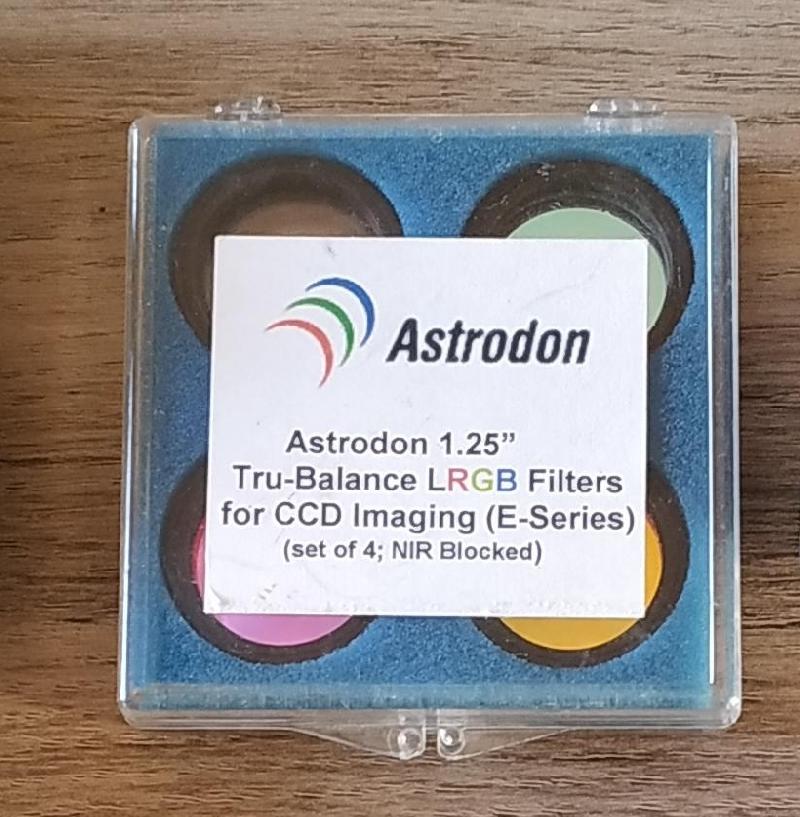 Astrodon
Astrodon 1.25”
Tru-Balance LRGB Filters
for CCD Imaging (E-Series)
(set of 4; NIR Blocked)